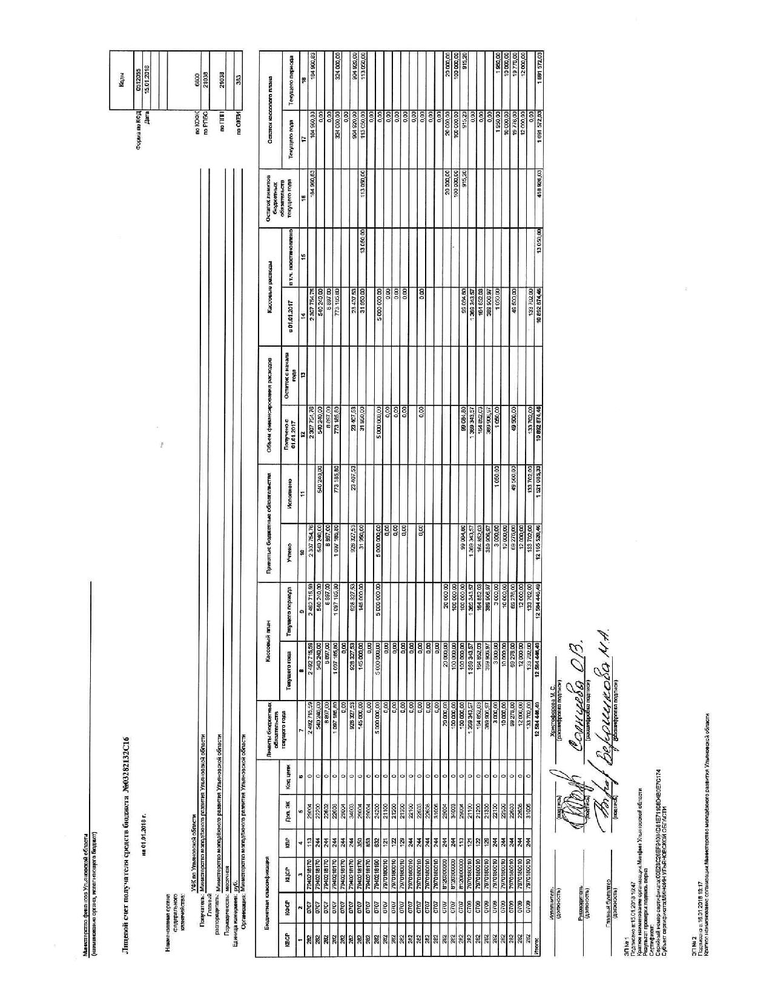 Министерство финансов Ульяновской области
(наименование органа, исполняющего бюджет)
Лицевой счет получателя средств бюджета №03282132С16
на 01.01.2018 г.
Коды
Форма по КФД 0512055
Дата 15.01.2018
Наименование органа
федерального
казначейства:
УФК по Ульяновской области
по КОФК 6800
Получатель: Министерство молодёжного развития Ульяновской области
по РПБС 21038
Главный
распорядитель: Министерство молодёжного развития Ульяновской области
по ППП 21038
Периодичность: месячная
Единица измерения: руб.
Организация: Министерство молодёжного развития Ульяновской области
по ОКЕИ 383
Бюджетная классификация Лимиты бюджетных обязательств текущего года Кассовый план Принятые бюджетные обязательства Объем финансирования расходов Кассовые расходы Остаток лимитов бюджетных обязательств текущего года Остаток кассового плана
КВСР КФСР КЦСР КВР Доп. ЭК Код цели Текущего года Текущего периода Учтено Исполнено Получено с 01.01.2017 Остаток с начала года с 01.01.2017 в т.ч. восстановлено Текущего года Текущего периода
1 2 3 4 5 6 7 8 9 10 11 12 13 14 15 16 17 18
282 0707 7940218170 113 29004 0 2 492 715,59 2 492 715,59 2 492 715,59 2 307 754,76 2 307 754,76 2 307 754,76 184 960,83 184 960,83 184 960,83
282 0707 7940218170 244 22200 0 540 240,00 540 240,00 540 240,00 540 240,00 540 240,00 540 240,00 540 240,00 0,00
282 0707 7940218170 244 22602 0 8 897,00 8 897,00 8 897,00 8 897,00 8 897,00 8 897,00 0,00
282 0707 7940218170 244 22608 0 1 097 185,80 1 097 185,80 1 097 185,80 1 097 185,80 773 185,80 773 185,80 773 185,80 324 000,00 324 000,00
282 0707 7940218170 244 29004 0 0,00 0,00 0,00
282 0707 7940218170 244 34003 0 928 327,53 928 327,53 928 327,53 928 327,53 23 407,53 23 407,53 23 407,53 904 920,00 904 920,00
282 0707 7940218170 350 29004 0 145 000,00 145 000,00 145 000,00 31 950,00 31 950,00 31 950,00 13 050,00 113 050,00 113 050,00 113 050,00
282 0707 7940218170 853 29004 0 0,00 0,00 0,00
282 0707 7940218190 632 24200 0 5 000 000,00 5 000 000,00 5 000 000,00 5 000 000,00 5 000 000,00 5 000 000,00 0,00
282 0707 7970180010 121 21100 0 0,00 0,00 0,00 0,00 0,00 0,00
282 0707 7970180010 122 21200 0 0,00 0,00 0,00 0,00 0,00 0,00
282 0707 7970180010 129 21300 0 0,00 0,00 0,00 0,00 0,00 0,00
282 0707 7970180010 244 22100 0 0,00 0,00 0,00
282 0707 7970180010 244 22603 0 0,00 0,00 0,00 0,00 0,00 0,00
282 0707 7970180010 244 22608 0 0,00 0,00 0,00
282 0707 7970180010 244 31006 0 0,00 0,00 0,00
282 0707 8120300000 244 29004 0 20 000,00 20 000,00 20 000,00 20 000,00 20 000,00 20 000,00
282 0707 8120300000 244 34003 0 100 000,00 100 000,00 100 000,00 100 000,00 100 000,00 100 000,00
282 0707 8120800000 113 29004 0 100 000,00 100 000,00 100 000,00 99 084,80 99 084,80 99 084,80 915,20 915,20 915,20
282 0709 7970180010 121 21100 0 1 369 343,57 1 369 343,57 1 369 343,57 1 369 343,57 1 369 343,57 1 369 343,57 0,00
282 0709 7970180010 122 21200 0 164 852,03 164 852,03 164 852,03 164 852,03 164 852,03 164 852,03 0,00
282 0709 7970180010 129 21300 0 389 906,97 389 906,97 389 906,97 389 906,97 389 906,97 389 906,97 0,00
282 0709 7970180010 244 22100 0 3 000,00 3 000,00 3 000,00 3 000,00 1 050,00 1 050,00 1 050,00 1 950,00 1 950,00
282 0709 7970180010 244 22500 0 10 000,00 10 000,00 10 000,00 10 000,00 10 000,00 10 000,00
282 0709 7970180010 244 22603 0 69 276,00 69 276,00 69 276,00 69 276,00 49 500,00 49 500,00 49 500,00 19 776,00 19 776,00
282 0709 7970180010 244 22608 0 12 000,00 12 000,00 12 000,00 12 000,00 12 000,00 12 000,00
282 0709 7970180010 244 31006 0 133 702,00 133 702,00 133 702,00 133 702,00 133 702,00 133 702,00 133 702,00 0,00
Итого: 12 584 446,49 12 584 446,49 12 584 446,49 12 165 520,46 1 521 085,33 10 892 874,46 10 892 874,46 13 050,00 418 926,03 1 691 572,03 1 691 572,03
Исполнитель Христофорова М. С.
(должность) (подпись) (расшифровка подписи)
Руководитель Солнцева О.В.
(должность) (подпись) (расшифровка подписи)
Главный бухгалтер Вершкова М.А.
(должность) (подпись) (расшифровка подписи)
ЭП № 1
Подписано в:15.01.2018 16:47
Краткое наименование организации:Минфин Ульяновской области
Результат проверки:подпись верна
Сертификат:
Субъект сертификата:МИНФИН УЛЬЯНОВСКОЙ ОБЛАСТИ
ЭП № 2
Подписано в:16.01.2018 19:17
Краткое наименование организации:Министерство молодёжного развития Ульяновской области